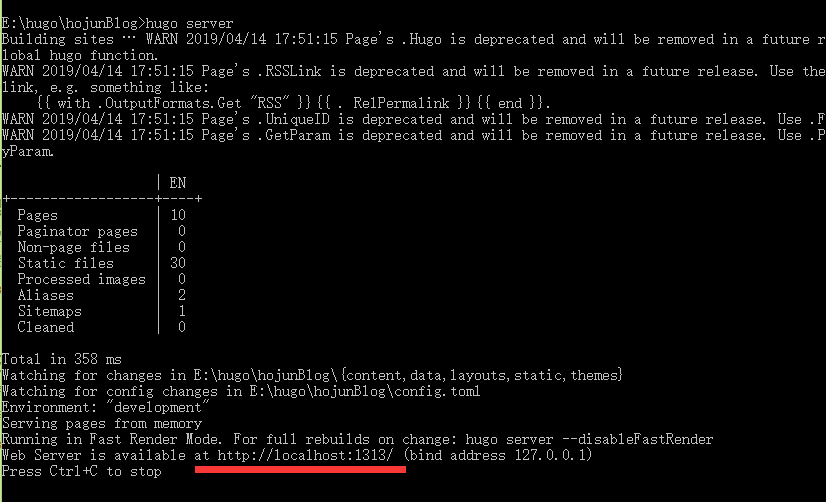 E:\hugo\hojunBlog>hugo server
Building sites … WARN 2019/04/14 17:51:15 Page's .Hugo is deprecated and will be removed in a future r
lobal hugo function.
WARN 2019/04/14 17:51:15 Page's .RSSLink is deprecated and will be removed in a future release. Use the
link, e.g. something like:
{{ with .OutputFormats.Get "RSS" }}{{ . RelPermalink }}{{ end }}.
WARN 2019/04/14 17:51:15 Page's .UniqueID is deprecated and will be removed in a future release. Use .F
WARN 2019/04/14 17:51:15 Page's .GetParam is deprecated and will be removed in a future release. Use .P
yParam.
| EN
+------------------+----+
Pages | 10
Paginator pages | 0
Non-page files | 0
Static files | 30
Processed images | 0
Aliases | 2
Sitemaps | 1
Cleaned | 0
Total in 358 ms
Watching for changes in E:\hugo\hojunBlog\{content,data,layouts,static,themes}
Watching for config changes in E:\hugo\hojunBlog\config.toml
Environment: "development"
Serving pages from memory
Running in Fast Render Mode. For full rebuilds on change: hugo server --disableFastRender
Web Server is available at http://localhost:1313/ (bind address 127.0.0.1)
Press Ctrl+C to stop